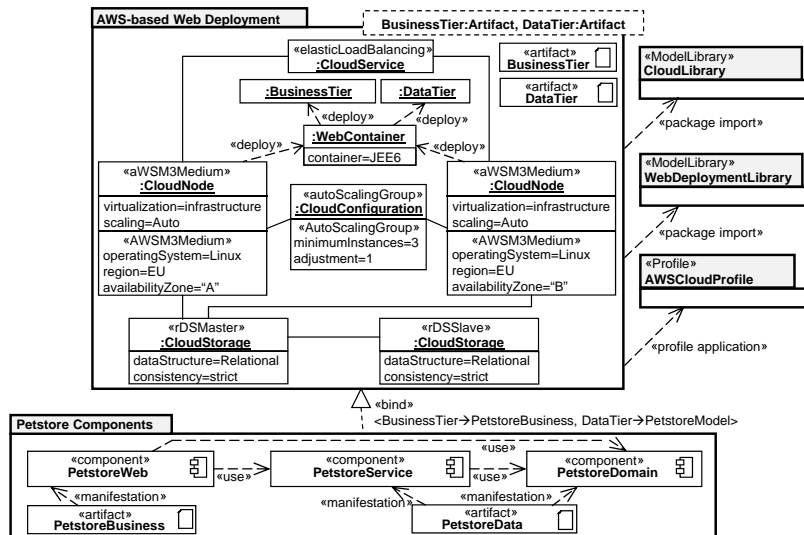 AWS-based Web Deployment
BusinessTier:Artifact, DataTier:Artifact
«elasticLoadBalancing»
:CloudService
«artifact»
BusinessTier
«artifact»
DataTier
:BusinessTier
:DataTier
«deploy»
«deploy»
:WebContainer
container=JEE6
«deploy»
«deploy»
«aWSM3Medium»
:CloudNode
virtualization=infrastructure
scaling=Auto
«AWSM3Medium»
operatingSystem=Linux
region=EU
availabilityZone=“A”
«autoScalingGroup»
:CloudConfiguration
«AutoScalingGroup»
minimumInstances=3
adjustment=1
«aWSM3Medium»
:CloudNode
virtualization=infrastructure
scaling=Auto
«AWSM3Medium»
operatingSystem=Linux
region=EU
availabilityZone=“B”
«rDSMaster»
:CloudStorage
dataStructure=Relational
consistency=strict
«rDSSlave»
:CloudStorage
dataStructure=Relational
consistency=strict
«ModelLibrary»
CloudLibrary
«package import»
«ModelLibrary»
WebDeploymentLibrary
«package import»
«Profile»
AWSCloudProfile
«profile application»
«bind»
<BusinessTier→PetstoreBusiness, DataTier→PetstoreModel>
Petstore Components
«component»
PetstoreWeb
«use»
«component»
PetstoreService
«use»
«use»
«component»
PetstoreDomain
«manifestation»
«manifestation»
«manifestation»
«artifact»
PetstoreBusiness
«artifact»
PetstoreData